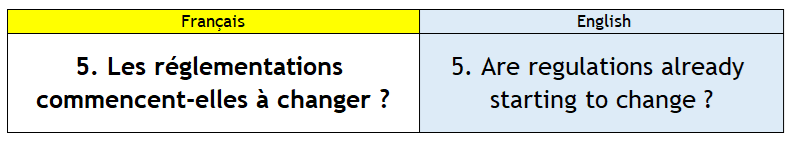 Français
English
5. Les réglementations
commencent-elles à changer ?
5. Are regulations already
starting to change ?